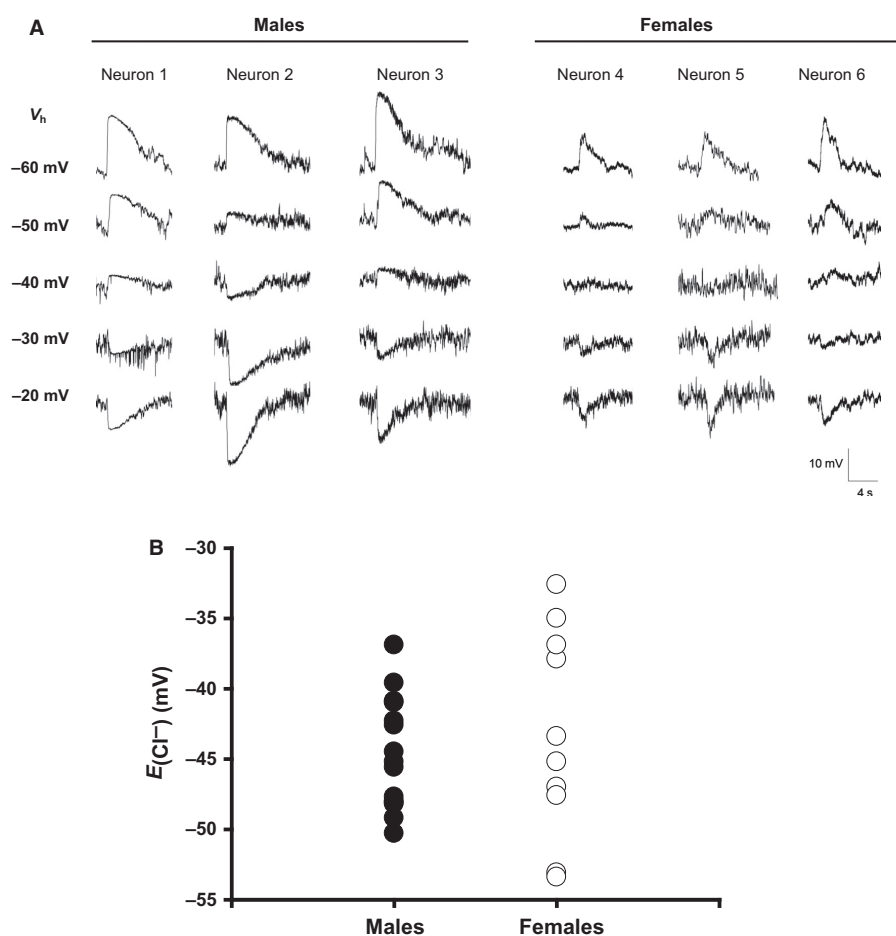 A
Males
Females
Neuron 1
Neuron 2
Neuron 3
Neuron 4
Neuron 5
Neuron 6
Vh
–60 mV
–50 mV
–40 mV
–30 mV
–20 mV
10 mV
4 s
B
E(Cl–) (mV)
–30
–35
–40
–45
–50
–55
Males
Females